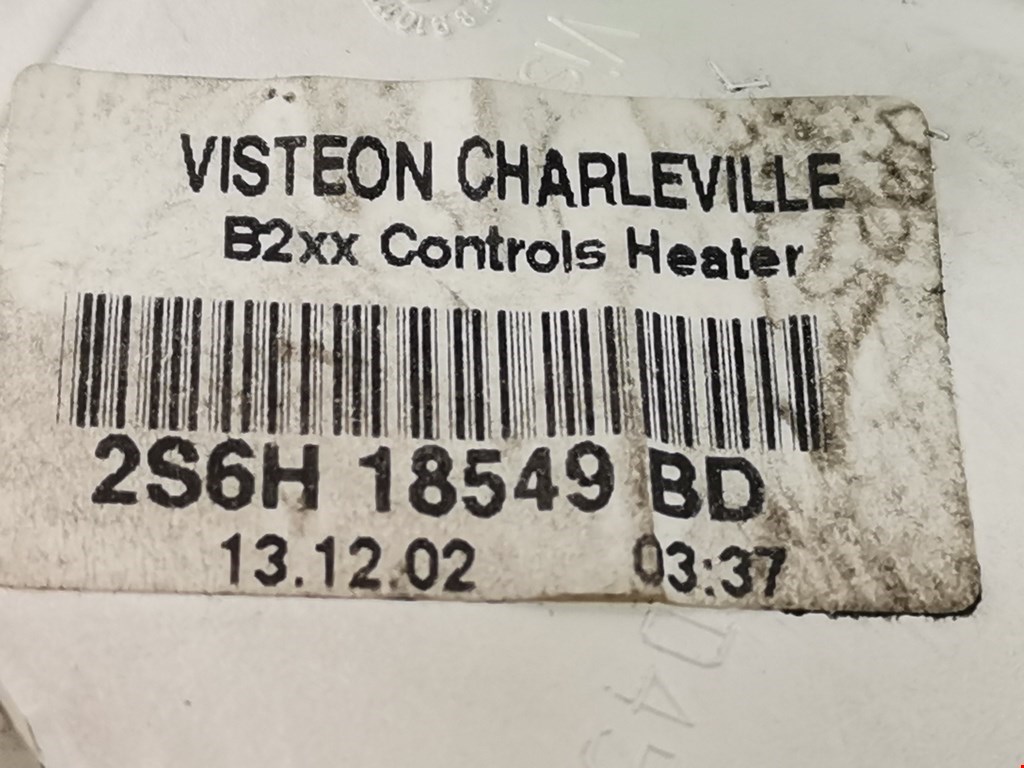 VISTEON CHARLEVILLE
B2xx Controls Heater
2S6H 18549 BD
13.12.02 03:37